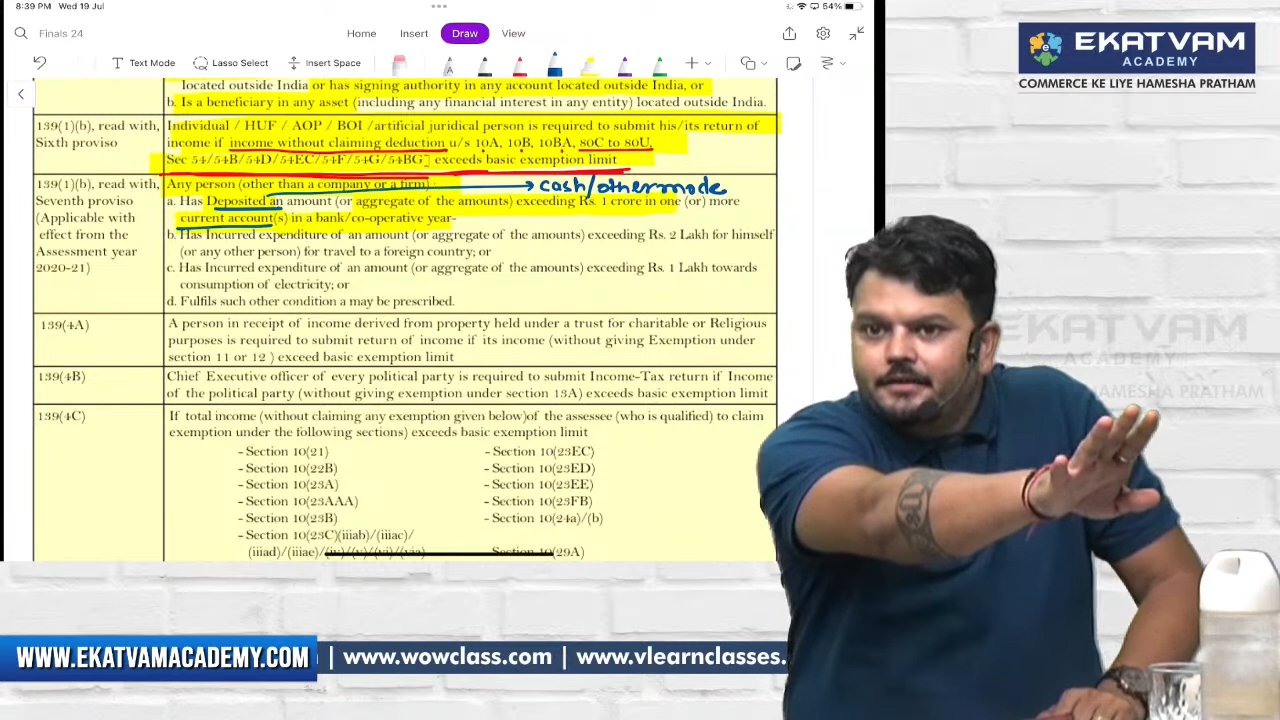 8:39 PM Wed 19 Jul
54%
Finals 24
Home Insert Draw View
Text Mode Lasso Select Insert Space
EKATVAM
ACADEMY
COMMERCE KE LIYE HAMESHA PRATHAM
located outside India or has signing authority in any account located outside India, or
b. Is a beneficiary in any asset (including any financial interest in any entity) located outside India.
139(1)(b), read with, Sixth proviso
Individual / HUF / AOP / BOI /artificial juridical person is required to submit his/its return of
income if income without claiming deduction u/s 10A, 10B, 10BA, 80C to 80U,
Sec 54/54B/54D/54EC/54F/54G/54BG] exceeds basic exemption limit
139(1)(b), read with,
Seventh proviso
(Applicable with
effect from the
Assessment year
2020-21)
Any person (other than a company or a firm) :
cash/othermode
a. Has Deposited an amount (or aggregate of the amounts) exceeding Rs. 1 crore in one (or) more
current account(s) in a bank/co-operative year-
b. Has Incurred expenditure of an amount (or aggregate of the amounts) exceeding Rs. 2 Lakh for himself
(or any other person) for travel to a foreign country; or
c. Has Incurred expenditure of an amount (or aggregate of the amounts) exceeding Rs. 1 Lakh towards
consumption of electricity; or
d. Fulfils such other condition a may be prescribed.
139(4A)
A person in receipt of income derived from property held under a trust for charitable or Religious
purposes is required to submit return of income if its income (without giving Exemption under
section 11 or 12 ) exceed basic exemption limit
139(4B)
Chief Executive officer of every political party is required to submit Income-Tax return if Income
of the political party (without giving exemption under section 13A) exceeds basic exemption limit
139(4C)
If total income (without claiming any exemption given below)of the assessee (who is qualified) to claim
exemption under the following sections) exceeds basic exemption limit
- Section 10(21)
- Section 10(22B)
- Section 10(23A)
- Section 10(23AAA)
- Section 10(23B)
- Section 10(23C)(iiiab)/(iiiac)/
(iiiad)/(iiiae)/(iv)/(v)/(vi)/(via)
- Section 10(23EC)
- Section 10(23ED)
- Section 10(23EE)
- Section 10(23FB)
- Section 10(24a)/(b)
Section 10(29A)
EKATVAM
ACADEMY
HAMESHA PRATHAM
WWW.EKATVAMACADEMY.COM | www.wowclass.com | www.vlearnclasses.